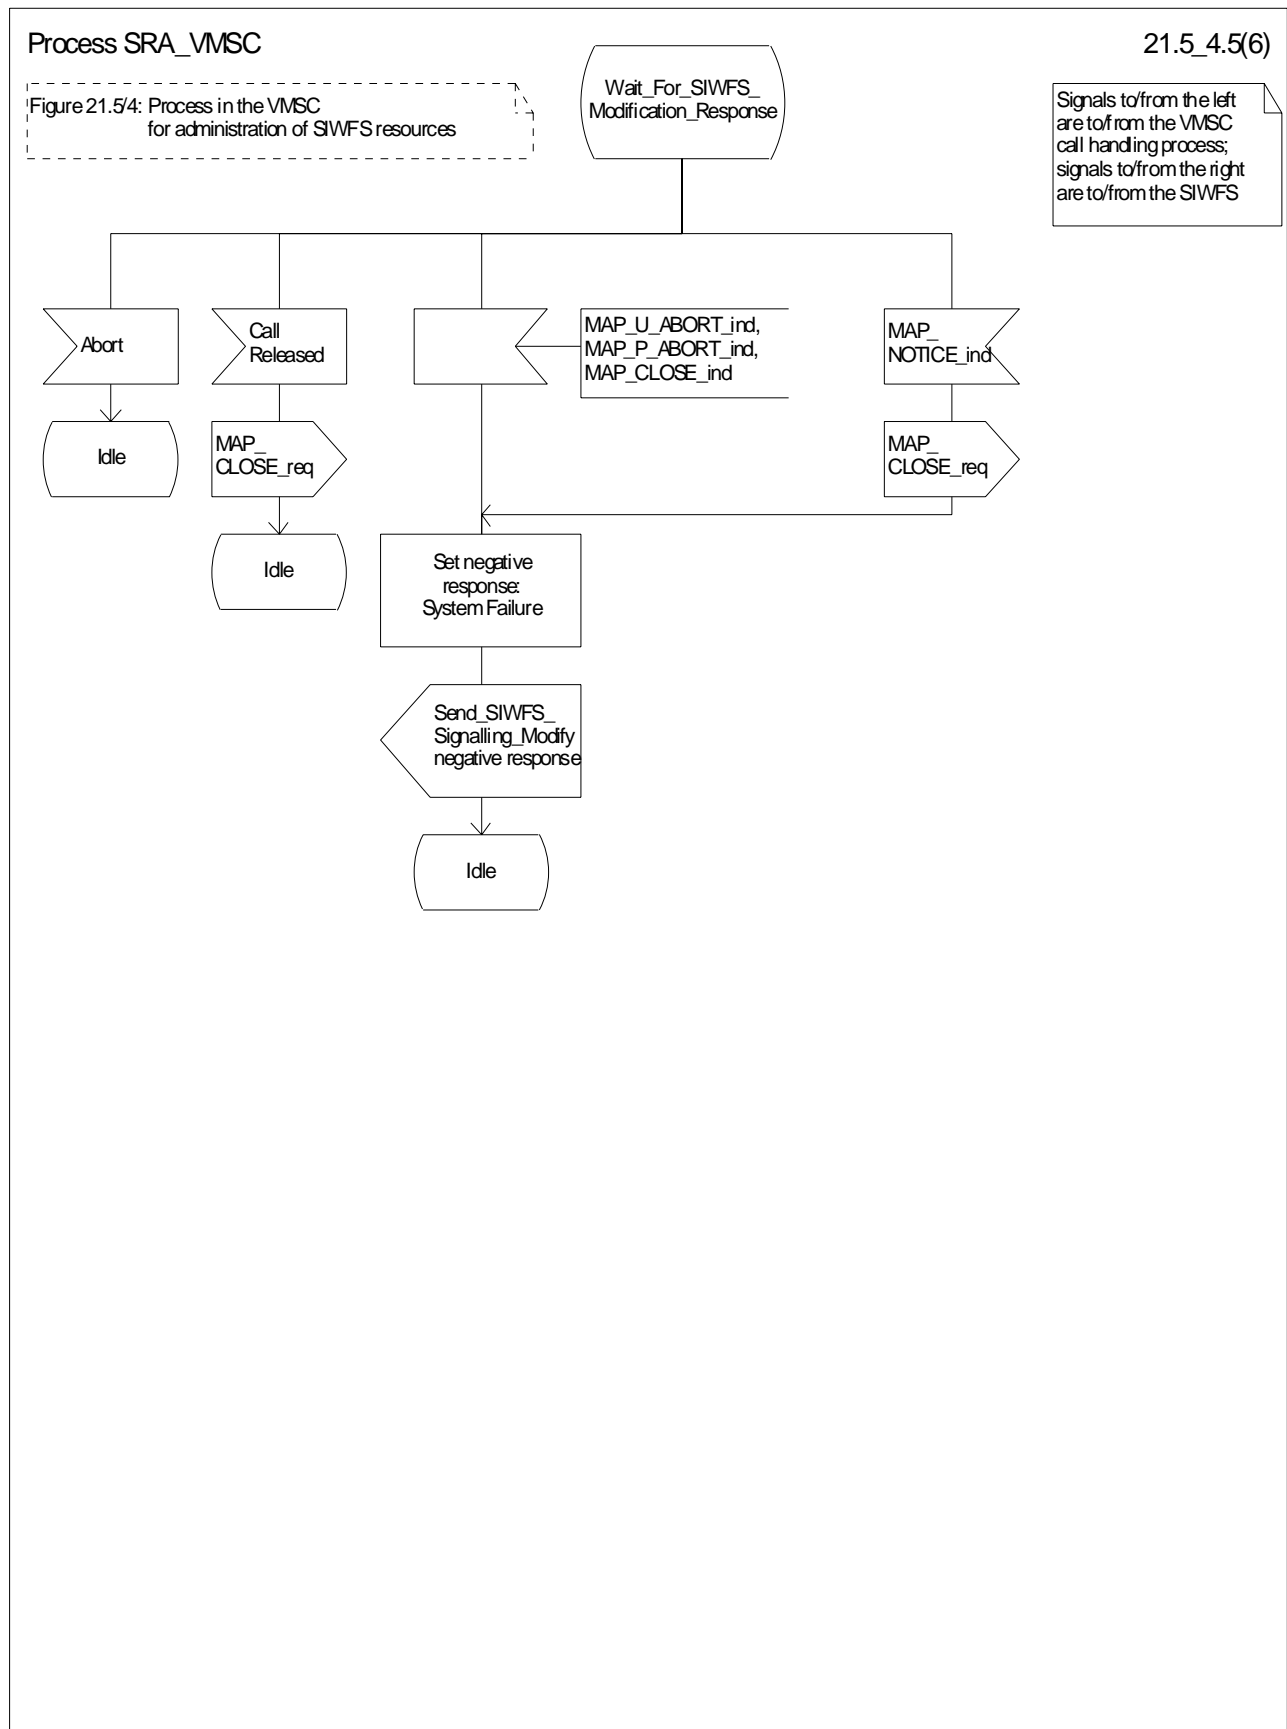 Process SRA_VMSC
21.5_4.5(6)
Figure 21.5/4: Process in the VMSC
for administration of SIWFS resources
Wait_For_SIWFS_
Modification_Response
Signals to/from the left
are to/from the VMSC
call handling process;
signals to/from the right
are to/from the SIWFS
Abort
Call
Released
MAP_U_ABORT_ind,
MAP_P_ABORT_ind,
MAP_CLOSE_ind
MAP_
NOTICE_ind
Idle
MAP_
CLOSE_req
MAP_
CLOSE_req
Idle
Set negative
response:
System Failure
Send_SIWFS_
Signalling_Modify
negative response
Idle